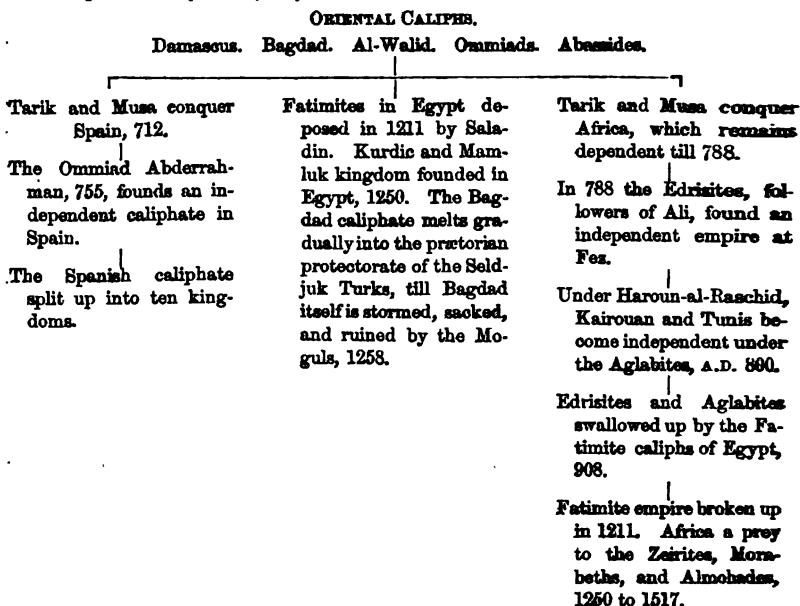 ORIENTAL CALIPHS.
Damascus. Bagdad. Al-Walid. Ommiads. Abassides.
Tarik and Musa conquer
Spain, 712.
The Ommiad Abderrah-
man, 755, founds an in-
dependent caliphate in
Spain.
The Spanish caliphate
split up into ten king-
doms.
Fatimites in Egypt de-
posed in 1211 by Sala-
din. Kurdic and Mam-
luk kingdom founded in
Egypt, 1250. The Bag-
dad caliphate melts gra-
dually into the prætorian
protectorate of the Seld-
juk Turks, till Bagdad
itself is stormed, sacked,
and ruined by the Mo-
guls, 1258.
Tarik and Musa conquer
Africa, which remains
dependent till 788.
In 788 the Edrisites, fol-
lowers of Ali, found an
independent empire at
Fez.
Under Haroun-al-Raschid,
Kairouan and Tunis be-
come independent under
the Aglabites, A.D. 800.
Edrisites and Aglabites
swallowed up by the Fa-
timite caliphs of Egypt,
908.
Fatimite empire broken up
in 1211. Africa a prey
to the Zeirites, Mora-
beths, and Almohades,
1250 to 1517.